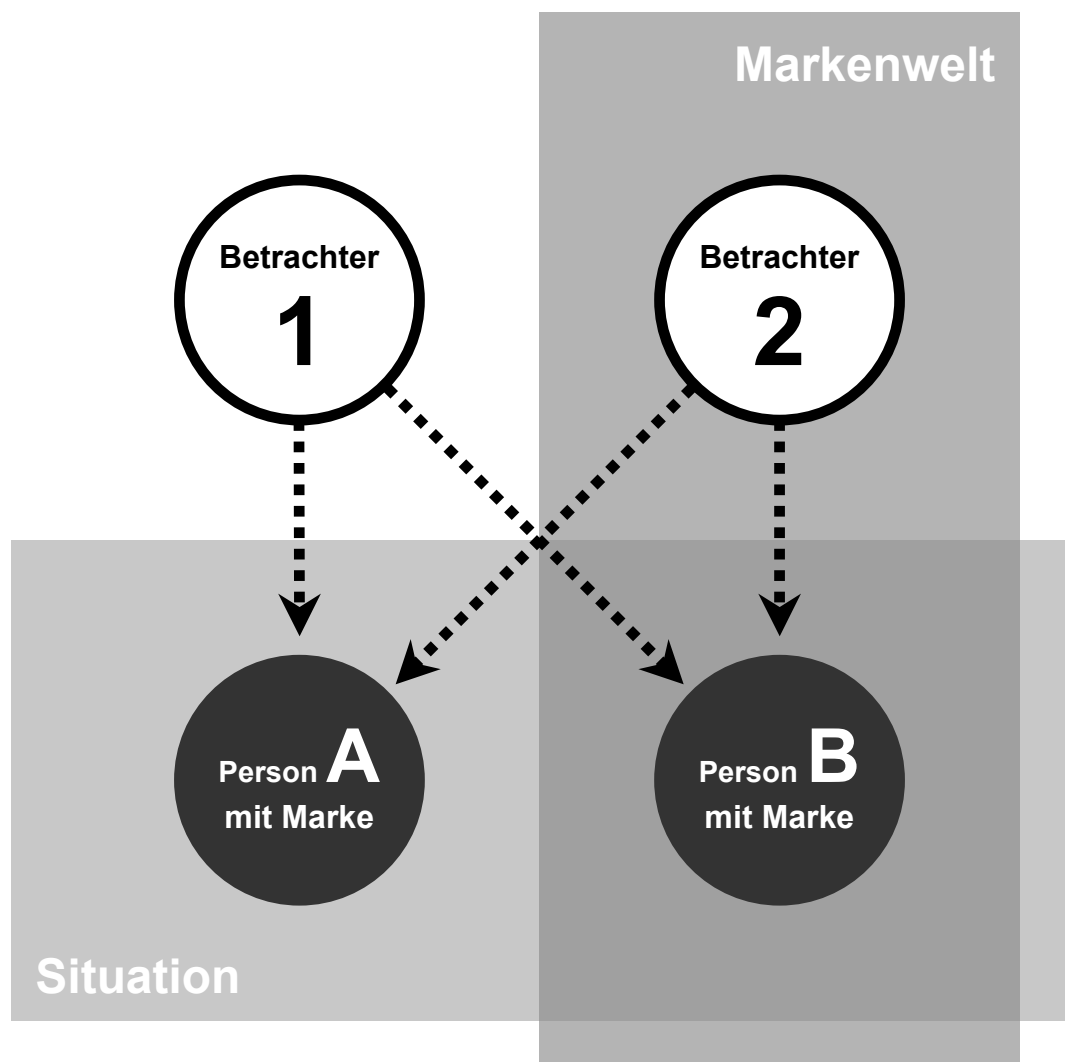 Markenwelt
Betrachter
1
Betrachter
2
Person A
mit Marke
Person B
mit Marke
Situation